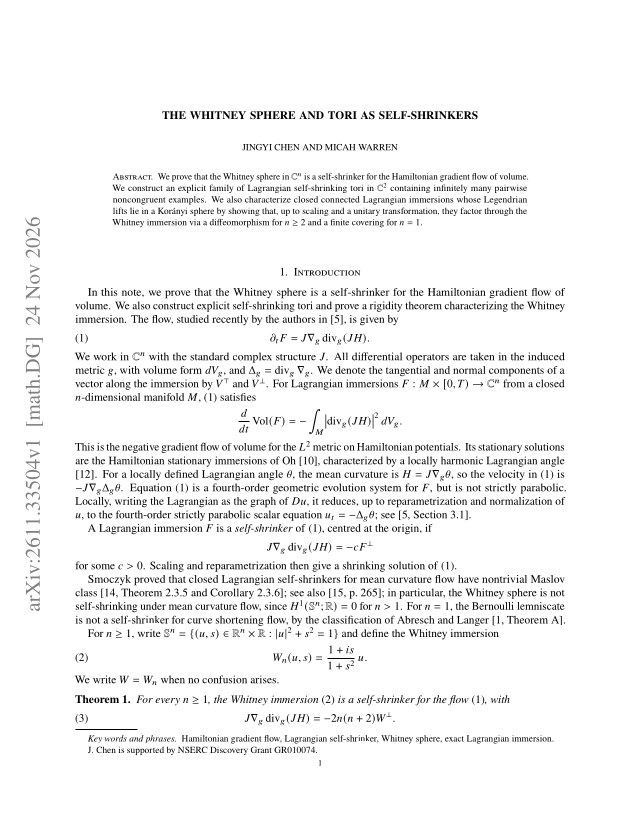 THE WHITNEY SPHERE AND TORI AS SELF-SHRINKERS
JINGYI CHEN AND MICAH WARREN
Abstract. We prove that the Whitney sphere in ℂⁿ is a self-shrinker for the Hamiltonian gradient flow of volume.
We construct an explicit family of Lagrangian self-shrinking tori in ℂ² containing infinitely many pairwise
noncongruent examples. We also characterize closed connected Lagrangian immersions whose Legendrian
lifts lie in a Korányi sphere by showing that, up to scaling and a unitary transformation, they factor through the
Whitney immersion via a diffeomorphism for n ≥ 2 and a finite covering for n = 1.
arXiv:2611.33504v1 [math.DG] 24 Nov 2026
1. Introduction
In this note, we prove that the Whitney sphere is a self-shrinker for the Hamiltonian gradient flow of
volume. We also construct explicit self-shrinking tori and prove a rigidity theorem characterizing the Whitney
immersion. The flow, studied recently by the authors in [5], is given by
(1) ∂ₜF = J∇_g div_g(JH).
We work in ℂⁿ with the standard complex structure J. All differential operators are taken in the induced
metric g, with volume form dV_g, and Δ_g = div_g ∇_g. We denote the tangential and normal components of a
vector along the immersion by V^⊤ and V^⊥. For Lagrangian immersions F : M × [0, T) → ℂⁿ from a closed
n-dimensional manifold M, (1) satisfies
d/dt Vol(F) = − ∫_M |div_g(JH)|² dV_g.
This is the negative gradient flow of volume for the L² metric on Hamiltonian potentials. Its stationary solutions
are the Hamiltonian stationary immersions of Oh [10], characterized by a locally harmonic Lagrangian angle
[12]. For a locally defined Lagrangian angle θ, the mean curvature is H = J∇_gθ, so the velocity in (1) is
−J∇_gΔ_gθ. Equation (1) is a fourth-order geometric evolution system for F, but is not strictly parabolic.
Locally, writing the Lagrangian as the graph of Du, it reduces, up to reparametrization and normalization of
u, to the fourth-order strictly parabolic scalar equation uₜ = −Δ_gθ; see [5, Section 3.1].
A Lagrangian immersion F is a self-shrinker of (1), centred at the origin, if
J∇_g div_g(JH) = −cF^⊥
for some c > 0. Scaling and reparametrization then give a shrinking solution of (1).
Smoczyk proved that closed Lagrangian self-shrinkers for mean curvature flow have nontrivial Maslov
class [14, Theorem 2.3.5 and Corollary 2.3.6]; see also [15, p. 265]; in particular, the Whitney sphere is not
self-shrinking under mean curvature flow, since H¹(𝕊ⁿ; ℝ) = 0 for n > 1. For n = 1, the Bernoulli lemniscate
is not a self-shrinker for curve shortening flow, by the classification of Abresch and Langer [1, Theorem A].
For n ≥ 1, write 𝕊ⁿ = {(u, s) ∈ ℝⁿ × ℝ : |u|² + s² = 1} and define the Whitney immersion
(2) W_n(u, s) = (1 + is)/(1 + s²) u.
We write W = W_n when no confusion arises.
Theorem 1. For every n ≥ 1, the Whitney immersion (2) is a self-shrinker for the flow (1), with
(3) J∇_g div_g(JH) = −2n(n + 2)W^⊥.
Key words and phrases. Hamiltonian gradient flow, Lagrangian self-shrinker, Whitney sphere, exact Lagrangian immersion.
J. Chen is supported by NSERC Discovery Grant GR010074.
1